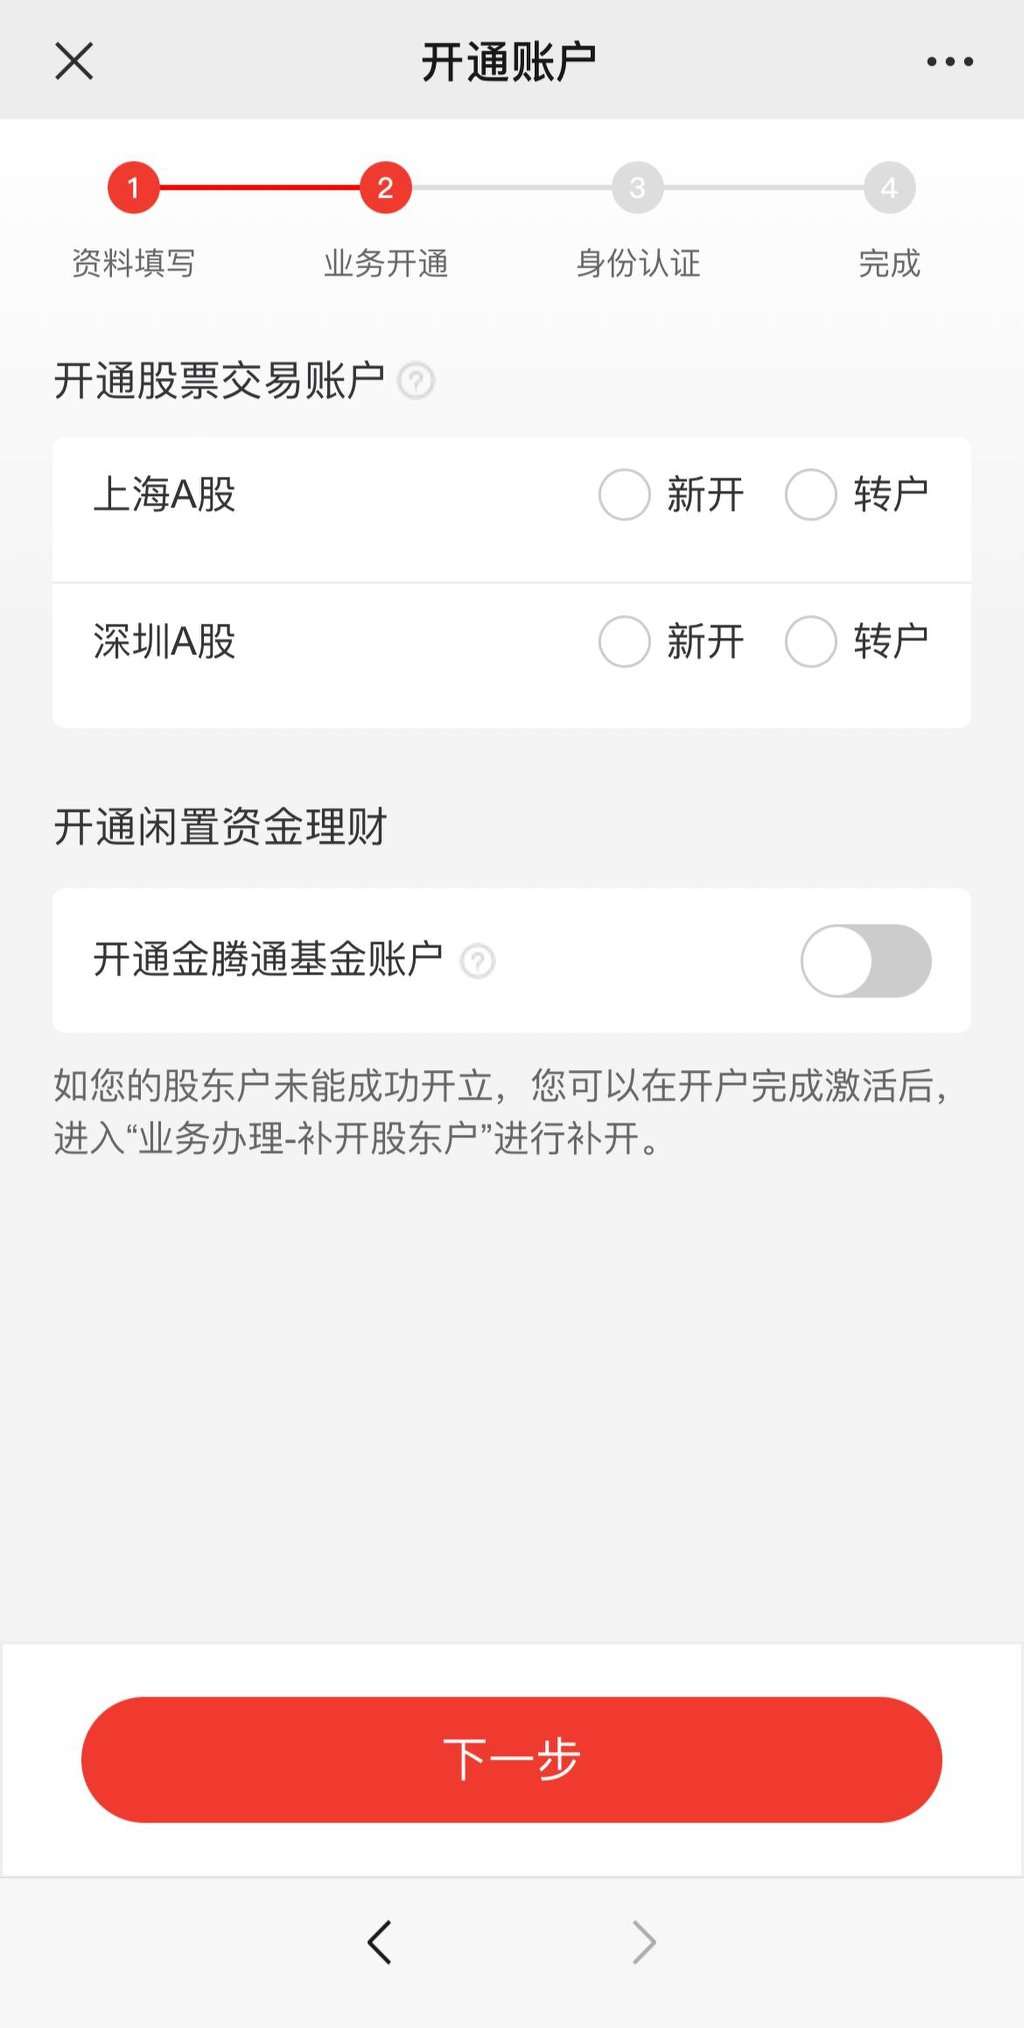 开通账户
1 2 3 4
资料填写 业务开通 身份认证 完成
开通股票交易账户 ?
上海A股 新开 转户
深圳A股 新开 转户
开通闲置资金理财
开通金腾通基金账户 ?
如您的股东户未能成功开立，您可以在开户完成激活后，
进入“业务办理-补开股东户”进行补开。
下一步